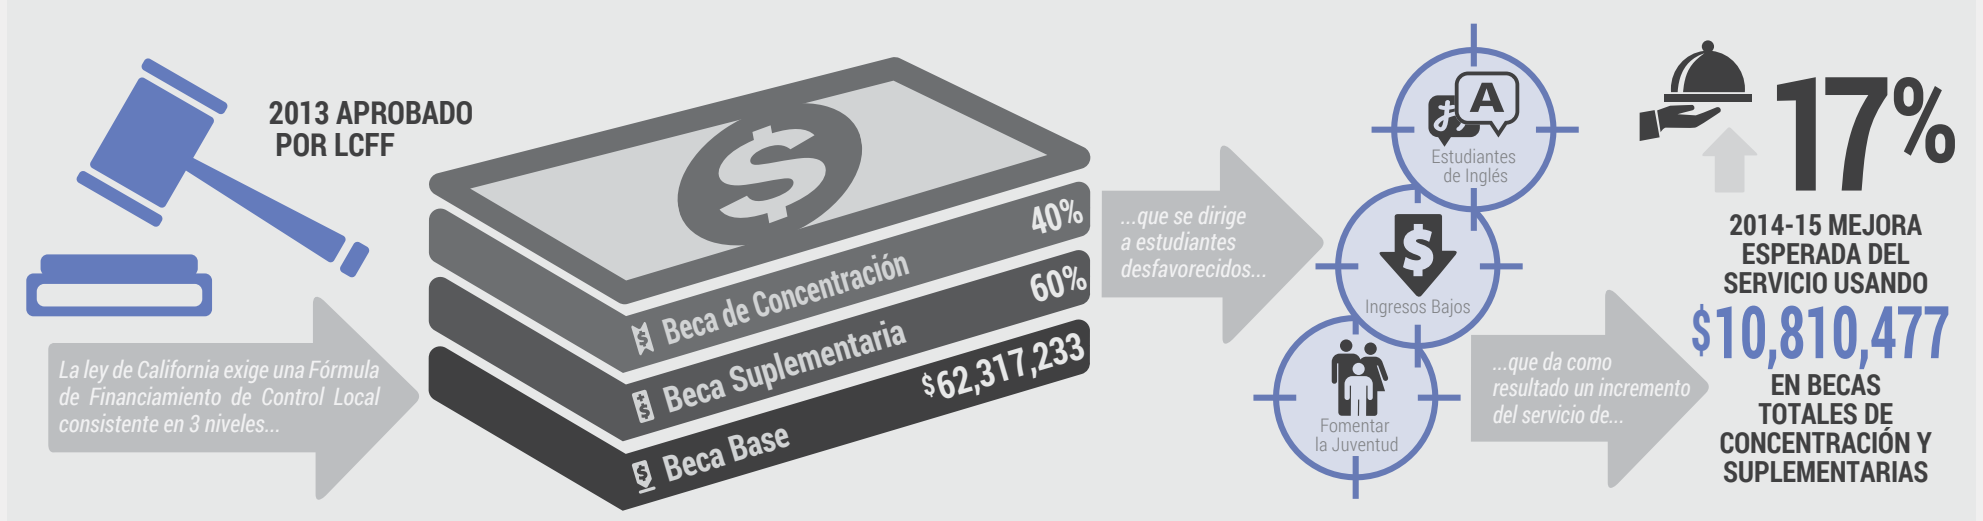 2013 APROBADO
POR LCFF
La ley de California exige una Fórmula
de Financiamiento de Control Local
consistente en 3 niveles...
$
40%
Beca de Concentración
60%
Beca Suplementaria
$62,317,233
Beca Base
...que se dirige
a estudiantes
desfavorecidos...
A
Estudiantes
de Inglés
$
Ingresos Bajos
Fomentar
la Juventud
...que da como
resultado un incremento
del servicio de...
17%
2014-15 MEJORA
ESPERADA DEL
SERVICIO USANDO
$10,810,477
EN BECAS
TOTALES DE
CONCENTRACIÓN Y
SUPLEMENTARIAS